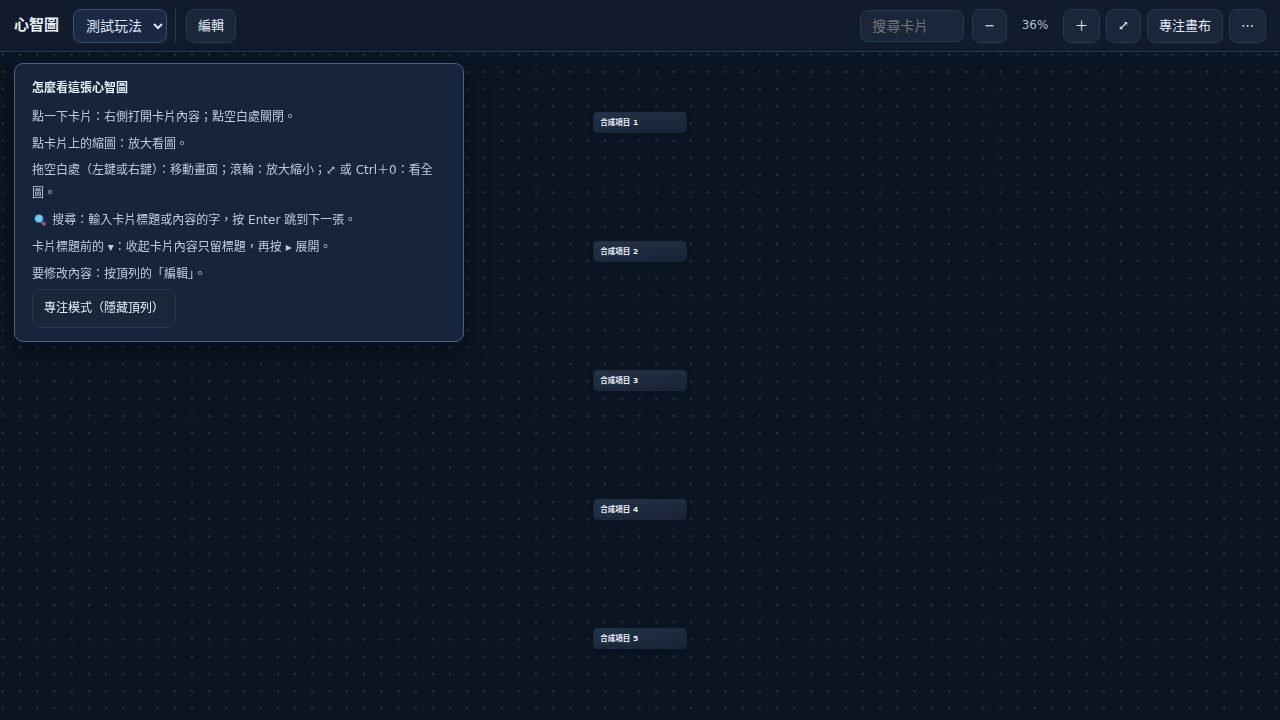 心智圖 測試玩法 編輯 搜尋卡片 − 36% ＋ ⤢ 專注畫布 ⋯
怎麼看這張心智圖
點一下卡片：右側打開卡片內容；點空白處關閉。
點卡片上的縮圖：放大看圖。
拖空白處（左鍵或右鍵）：移動畫面；滾輪：放大縮小；⤢ 或 Ctrl＋0：看全
圖。
🔍 搜尋：輸入卡片標題或內容的字，按 Enter 跳到下一張。
卡片標題前的 ▾：收起卡片內容只留標題，再按 ▸ 展開。
要修改內容：按頂列的「編輯」。
專注模式（隱藏頂列）
合成項目 1
合成項目 2
合成項目 3
合成項目 4
合成項目 5